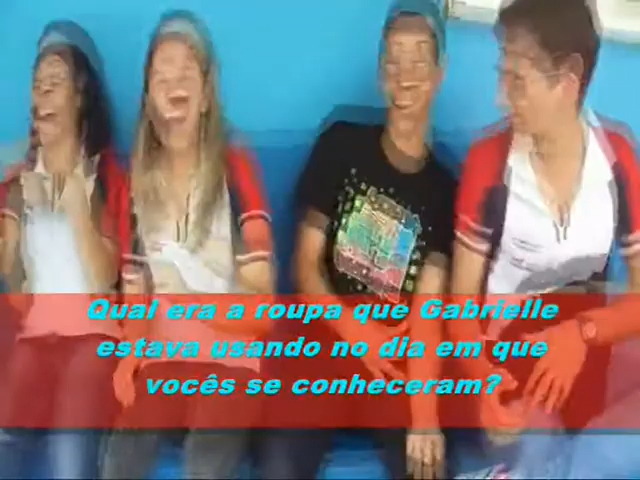 Qual era a roupa que Gabrielle
estava usando no dia em que
vocês se conheceram?